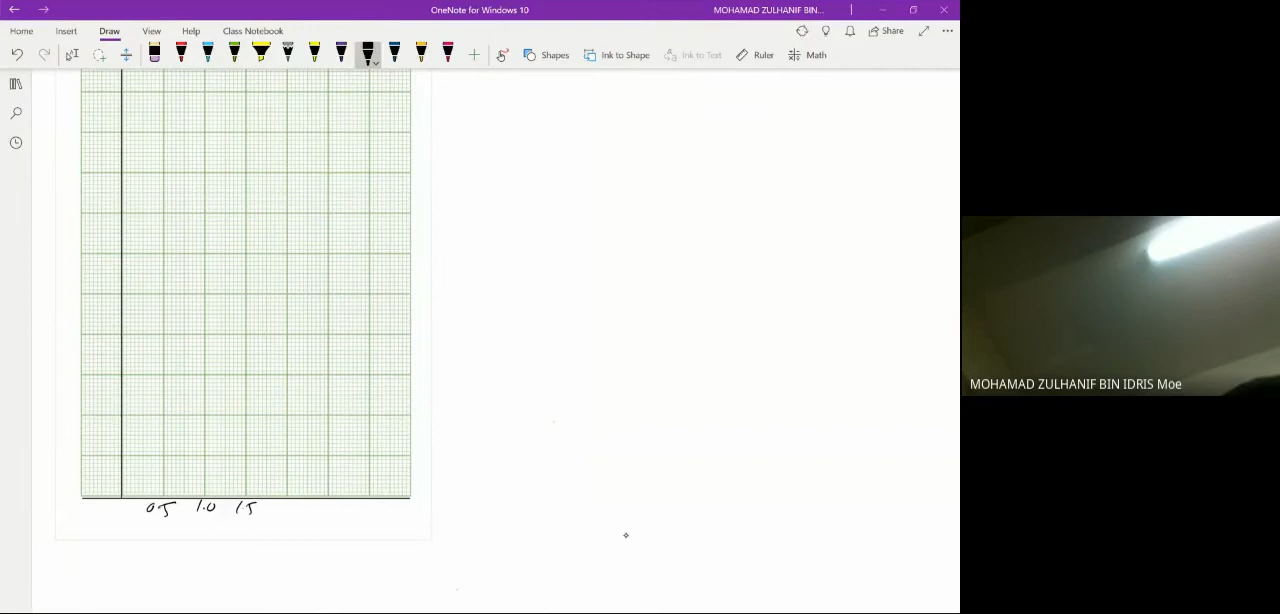 OneNote for Windows 10
MOHAMAD ZULHANIF BIN...
Home Insert Draw View Help Class Notebook
Share
Shapes Ink to Shape Ink to Text Ruler Math
0.5 1.0 1.5
MOHAMAD ZULHANIF BIN IDRIS Moe